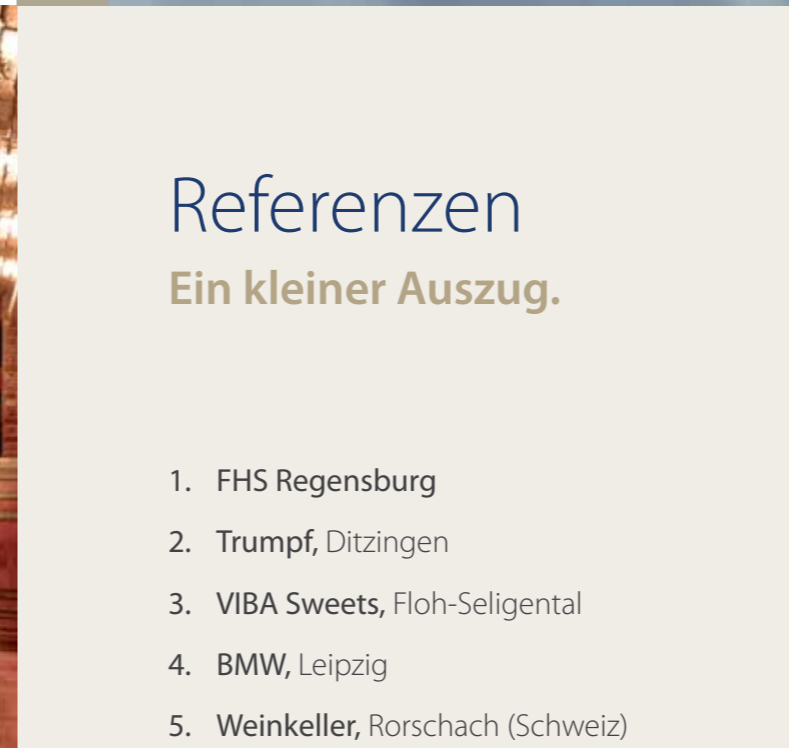 Referenzen
Ein kleiner Auszug.
1. FHS Regensburg
2. Trumpf, Ditzingen
3. VIBA Sweets, Floh-Seligental
4. BMW, Leipzig
5. Weinkeller, Rorschach (Schweiz)